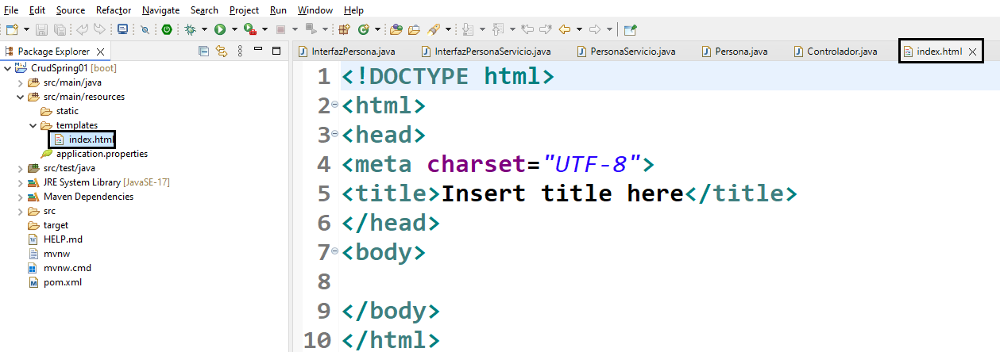 File Edit Source Refactor Navigate Search Project Run Window Help
Package Explorer
InterfazPersona.java InterfazPersonaServicio.java PersonaServicio.java Persona.java Controlador.java index.html
CrudSpring01 [boot]
src/main/java
src/main/resources
static
templates
index.html
application.properties
src/test/java
JRE System Library [JavaSE-17]
Maven Dependencies
src
target
HELP.md
mvnw
mvnw.cmd
pom.xml
1 <!DOCTYPE html>
2 <html>
3 <head>
4 <meta charset="UTF-8">
5 <title>Insert title here</title>
6 </head>
7 <body>
8
9 </body>
10 </html>